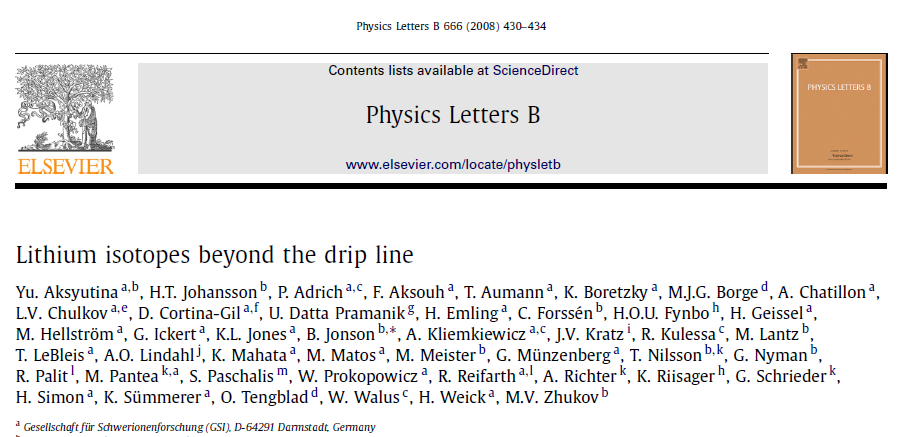 Physics Letters B 666 (2008) 430–434
Contents lists available at ScienceDirect
Physics Letters B
www.elsevier.com/locate/physletb
ELSEVIER
PHYSICS LETTERS B
Lithium isotopes beyond the drip line
Yu. Aksyutina a,b, H.T. Johansson b, P. Adrich a,c, F. Aksouh a, T. Aumann a, K. Boretzky a, M.J.G. Borge d, A. Chatillon a,
L.V. Chulkov a,e, D. Cortina-Gil a,f, U. Datta Pramanik g, H. Emling a, C. Forssén b, H.O.U. Fynbo h, H. Geissel a,
M. Hellström a, G. Ickert a, K.L. Jones a, B. Jonson b,*, A. Kliemkiewicz a,c, J.V. Kratz i, R. Kulessa c, M. Lantz b,
T. LeBleis a, A.O. Lindahl j, K. Mahata a, M. Matos a, M. Meister b, G. Münzenberg a, T. Nilsson b,k, G. Nyman b,
R. Palit l, M. Pantea k,a, S. Paschalis m, W. Prokopowicz a, R. Reifarth a,l, A. Richter k, K. Riisager h, G. Schrieder k,
H. Simon a, K. Sümmerer a, O. Tengblad d, W. Walus c, H. Weick a, M.V. Zhukov b
a Gesellschaft für Schwerionenforschung (GSI), D-64291 Darmstadt, Germany